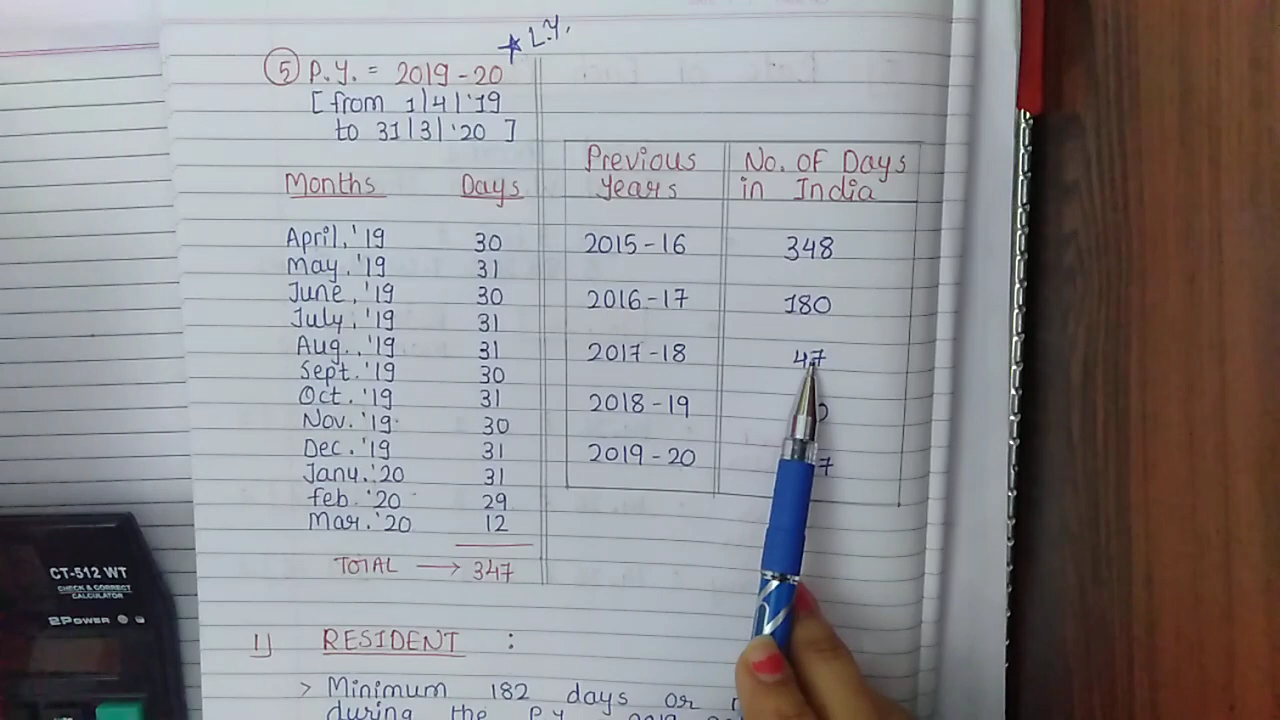 * L.Y.
5 P.Y. = 2019-20
[from 1/4/'19
to 31/3/'20]
Months Days
April,'19 30
May.'19 31
June,'19 30
July,'19 31
Aug.,'19 31
Sept.'19 30
Oct.'19 31
Nov.'19 30
Dec.'19 31
Janu.'20 31
feb.'20 29
Mar.'20 12
TOTAL → 347
Previous Years No. of Days in India
2015-16 348
2016-17 180
2017-18 47
2018-19
2019-20
CT-512 WT
CHECK & CORRECT
CALCULATOR
2POWER
1) RESIDENT :
> Minimum 182 days or
during the P.Y.